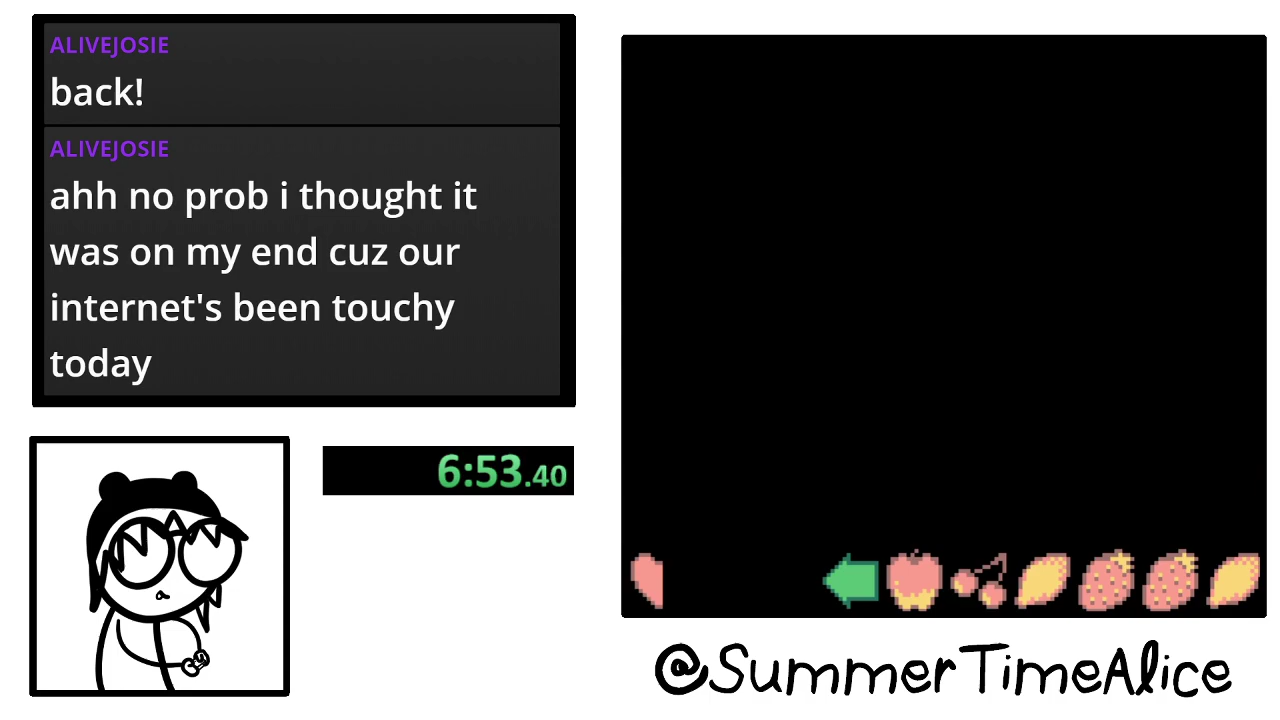 ALIVEJOSIE
back!
ALIVEJOSIE
ahh no prob i thought it
was on my end cuz our
internet's been touchy
today
6:53.40
@SummerTimeAlice